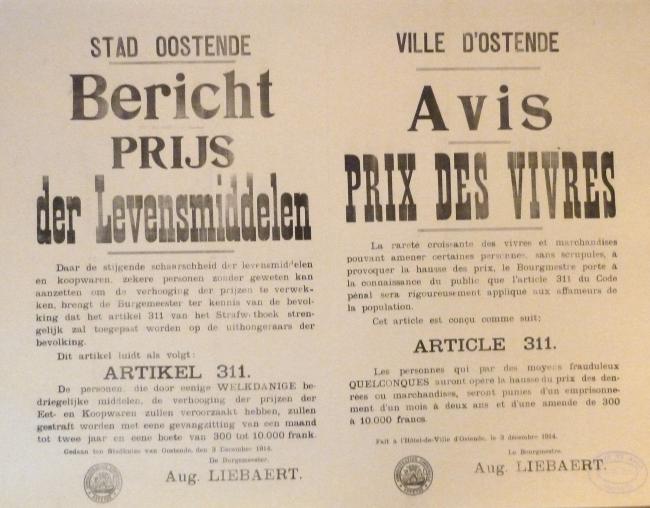 STAD OOSTENDE
Bericht
PRIJS
der Levensmiddelen
Daar de stijgende schaarschheid der levensmiddelen
en koopwaren, zekere personen zonder geweten kan
aanzetten om de verhooging der prijzen te verwek-
ken, brengt de Burgemeester ter kennis van de bevol-
king dat het artikel 311 van het Strafwetboek stren-
gelijk zal toegepast worden op de uithongeraars der
bevolking.
Dit artikel luidt als volgt:
ARTIKEL 311.
De personen, die door eenige WELKDANIGE be-
driegelijke middelen, de verhooging der prijzen der
Eet- en Koopwaren zullen veroorzaakt hebben, zullen
gestraft worden met eene gevangzitting van een maand
tot twee jaar en eene boete van 300 tot 10.000 frank.
Gedaan ten Stadhuize van Oostende, den 3 December 1914.
De Burgemeester,
Aug. LIEBAERT.
VILLE D'OSTENDE
Avis
PRIX DES VIVRES
La rareté croissante des vivres et marchandises
pouvant amener certaines personnes, sans scrupules, à
provoquer la hausse des prix, le Bourgmestre porte à
la connaissance du public que l'article 311 du Code
pénal sera rigoureusement appliqué aux affameurs de
la population.
Cet article est conçu comme suit:
ARTICLE 311.
Les personnes qui par des moyens frauduleux
QUELCONQUES auront opéré la hausse du prix des den-
rées ou marchandises, seront punies d'un emprisonne-
ment d'un mois à deux ans et d'une amende de 300
à 10.000 francs.
Fait à l'Hôtel-de-Ville d'Ostende, le 3 décembre 1914.
Le Bourgmestre,
Aug. LIEBAERT.